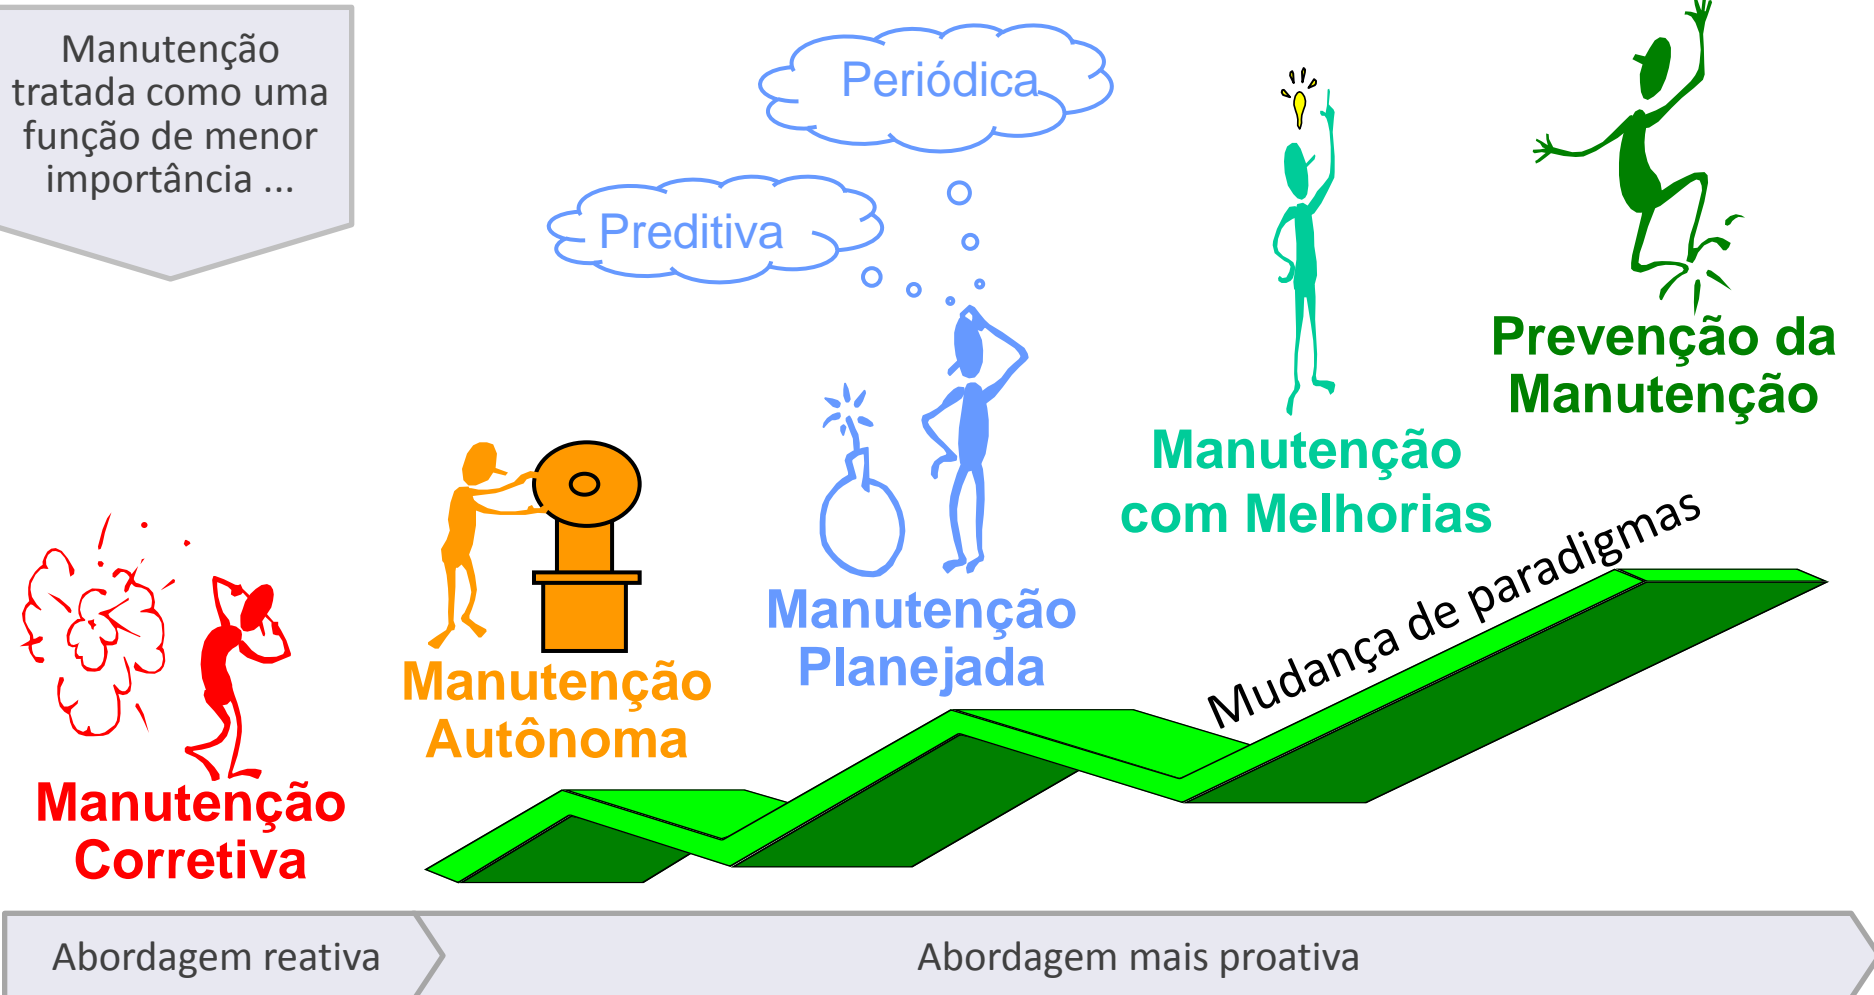 Manutenção
tratada como uma
função de menor
importância ...
Periódica
Preditiva
Prevenção da
Manutenção
Manutenção
com Melhorias
Mudança de paradigmas
Manutenção
Planejada
Manutenção
Autônoma
Manutenção
Corretiva
Abordagem reativa
Abordagem mais proativa